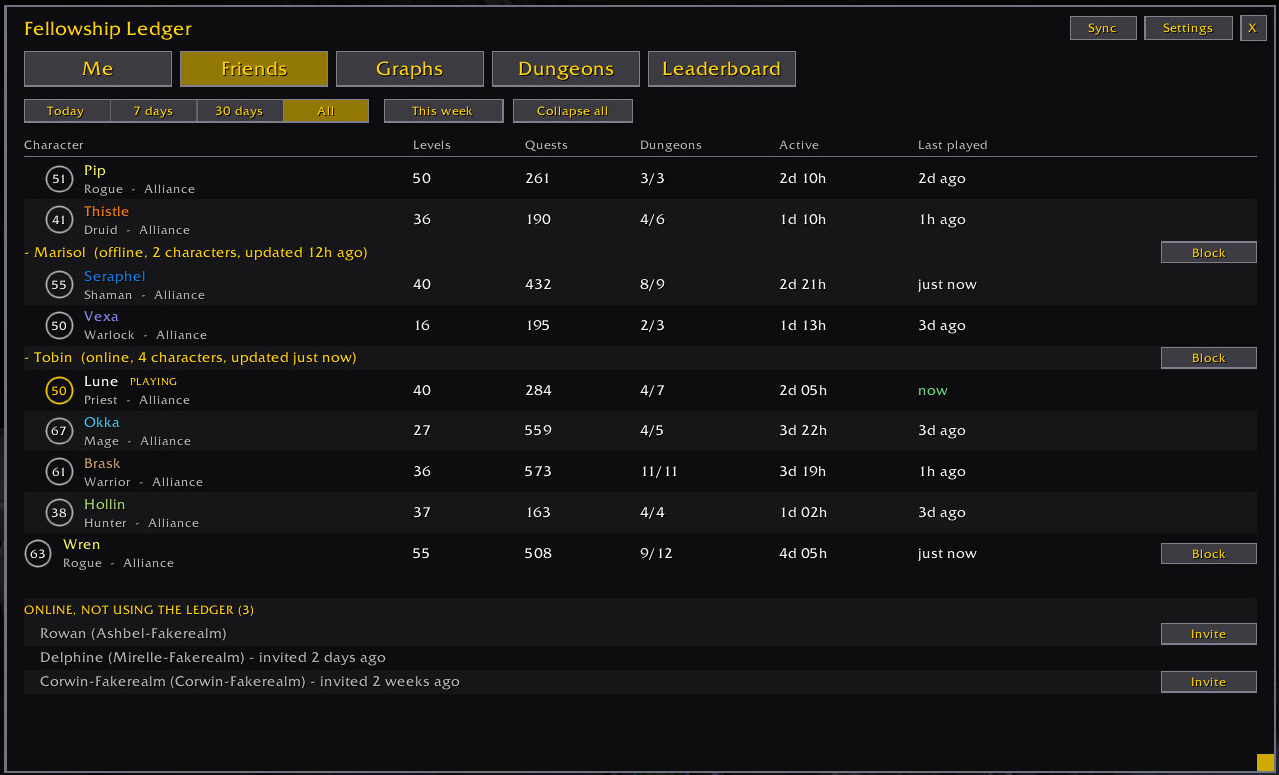 Fellowship Ledger Sync Settings X
Me Friends Graphs Dungeons Leaderboard
Today 7 days 30 days All This week Collapse all
Character Levels Quests Dungeons Active Last played
51 Pip 50 261 3/3 2d 10h 2d ago
Rogue - Alliance
41 Thistle 36 190 4/6 1d 10h 1h ago
Druid - Alliance
- Marisol (offline, 2 characters, updated 12h ago) Block
55 Seraphel 40 432 8/9 2d 21h just now
Shaman - Alliance
50 Vexa 16 195 2/3 1d 13h 3d ago
Warlock - Alliance
- Tobin (online, 4 characters, updated just now) Block
50 Lune PLAYING 40 284 4/7 2d 05h now
Priest - Alliance
67 Okka 27 559 4/5 3d 22h 3d ago
Mage - Alliance
61 Brask 36 573 11/11 3d 19h 1h ago
Warrior - Alliance
38 Hollin 37 163 4/4 1d 02h 3d ago
Hunter - Alliance
63 Wren 55 508 9/12 4d 05h just now Block
Rogue - Alliance
ONLINE, NOT USING THE LEDGER (3)
Rowan (Ashbel-Fakerealm) Invite
Delphine (Mirelle-Fakerealm) - invited 2 days ago
Corwin-Fakerealm (Corwin-Fakerealm) - invited 2 weeks ago Invite